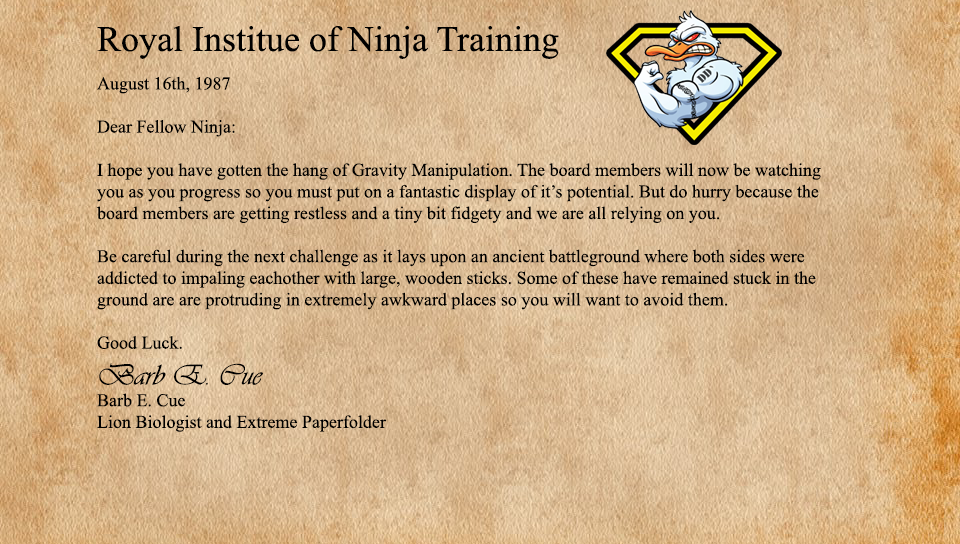 Royal Institue of Ninja Training
DD
August 16th, 1987
Dear Fellow Ninja:
I hope you have gotten the hang of Gravity Manipulation. The board members will now be watching
you as you progress so you must put on a fantastic display of it’s potential. But do hurry because the
board members are getting restless and a tiny bit fidgety and we are all relying on you.
Be careful during the next challenge as it lays upon an ancient battleground where both sides were
addicted to impaling eachother with large, wooden sticks. Some of these have remained stuck in the
ground are are protruding in extremely awkward places so you will want to avoid them.
Good Luck.
Barb E. Cue
Barb E. Cue
Lion Biologist and Extreme Paperfolder